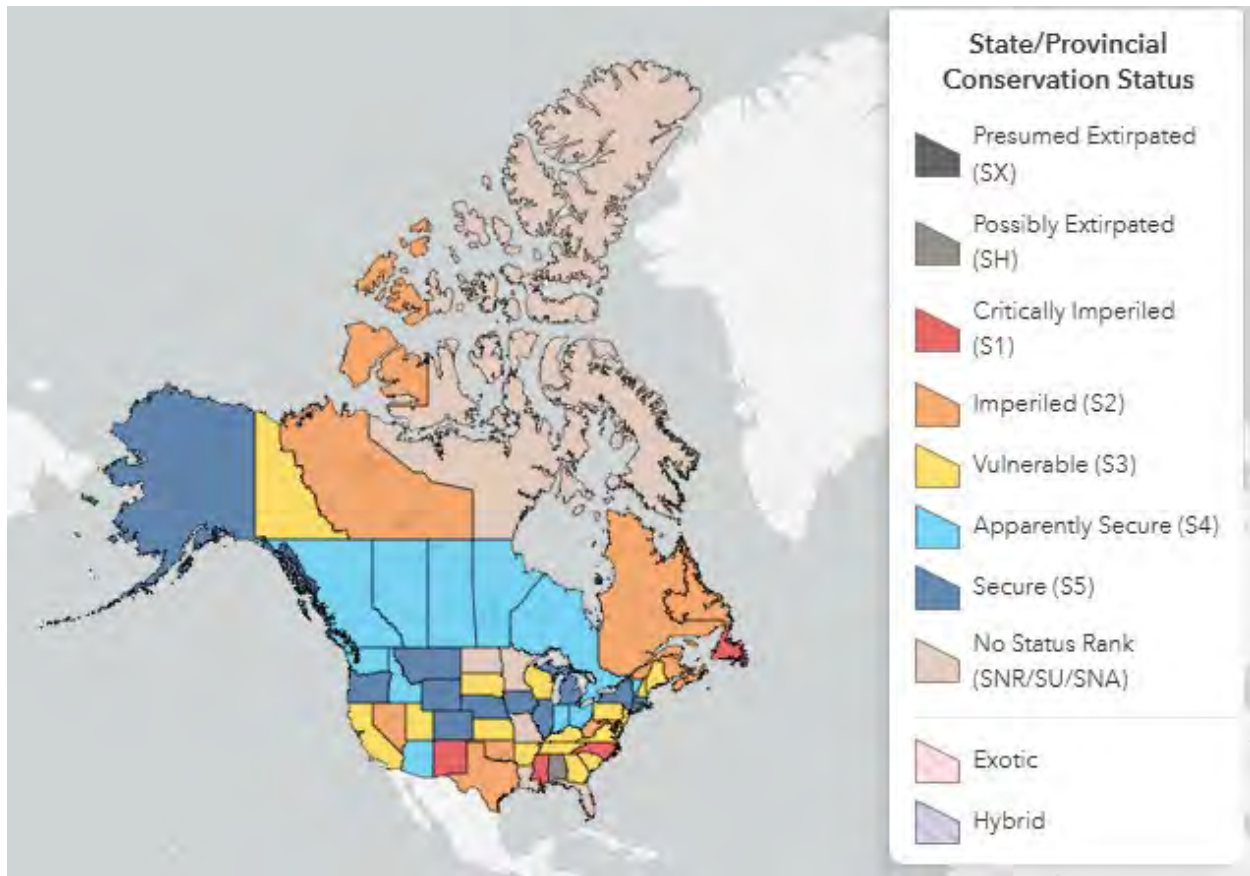 State/Provincial
Conservation Status
Presumed Extirpated
(SX)
Possibly Extirpated
(SH)
Critically Imperiled
(S1)
Imperiled (S2)
Vulnerable (S3)
Apparently Secure (S4)
Secure (S5)
No Status Rank
(SNR/SU/SNA)
Exotic
Hybrid